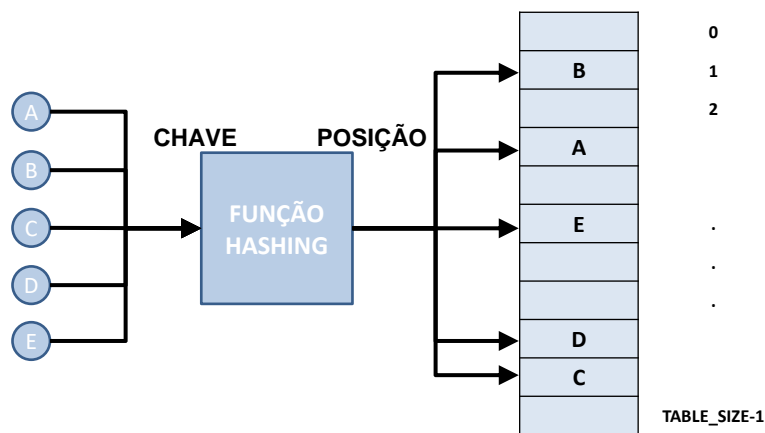 A
B
C
D
E
CHAVE
FUNÇÃO
HASHING
POSIÇÃO
B
A
E
D
C
0
1
2
.
.
.
TABLE_SIZE-1